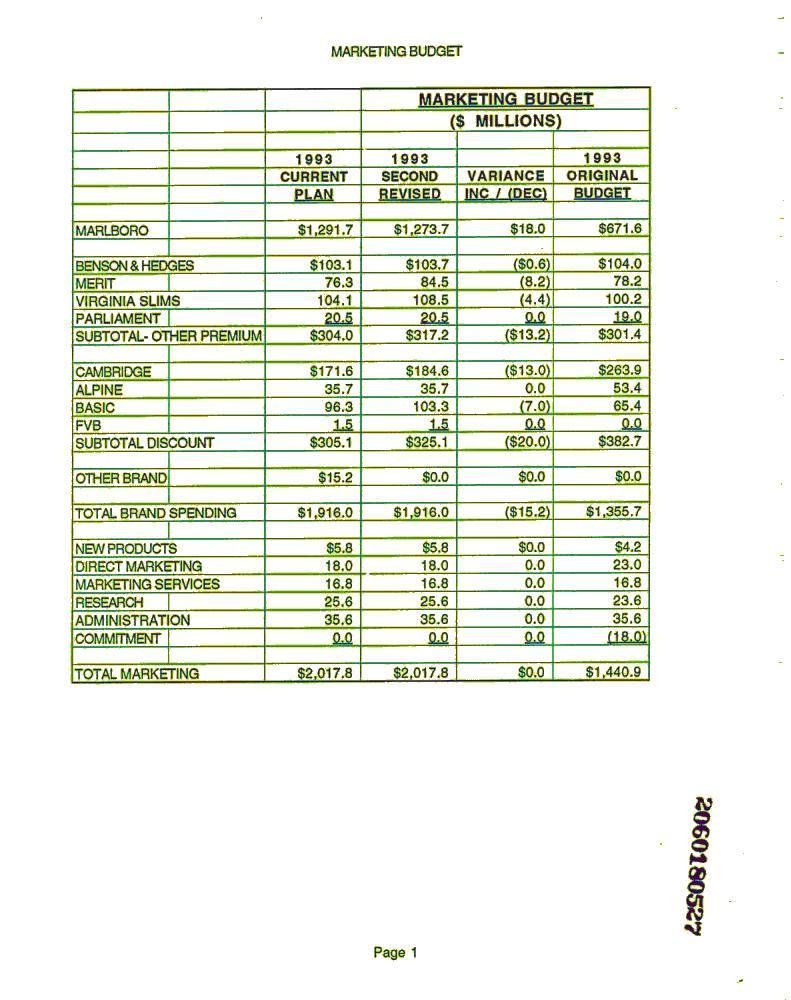 MARKETING BUDGET
MARKETING BUDGET
($ MILLIONS)
1993 1993 1993
CURRENT SECOND VARIANCE ORIGINAL
PLAN REVISED INC / (DEC) BUDGET
MARLBORO $1,291.7 $1,273.7 $18.0 $671.6
BENSON & HEDGES $103.1 $103.7 ($0.6) $104.0
MERIT 76.3 84.5 (8.2) 78.2
VIRGINIA SLIMS 104.1 108.5 (4.4) 100.2
PARLIAMENT 20.5 20.5 0.0 19.0
SUBTOTAL- OTHER PREMIUM $304.0 $317.2 ($13.2) $301.4
CAMBRIDGE $171.6 $184.6 ($13.0) $263.9
ALPINE 35.7 35.7 0.0 53.4
BASIC 96.3 103.3 (7.0) 65.4
FVB 1.5 1.5 0.0 0.0
SUBTOTAL DISCOUNT $305.1 $325.1 ($20.0) $382.7
OTHER BRAND $15.2 $0.0 $0.0 $0.0
TOTAL BRAND SPENDING $1,916.0 $1,916.0 ($15.2) $1,355.7
NEW PRODUCTS $5.8 $5.8 $0.0 $4.2
DIRECT MARKETING 18.0 18.0 0.0 23.0
MARKETING SERVICES 16.8 16.8 0.0 16.8
RESEARCH 25.6 25.6 0.0 23.6
ADMINISTRATION 35.6 35.6 0.0 35.6
COMMITMENT 0.0 0.0 0.0 (18.0)
TOTAL MARKETING $2,017.8 $2,017.8 $0.0 $1,440.9
2060180527
Page 1